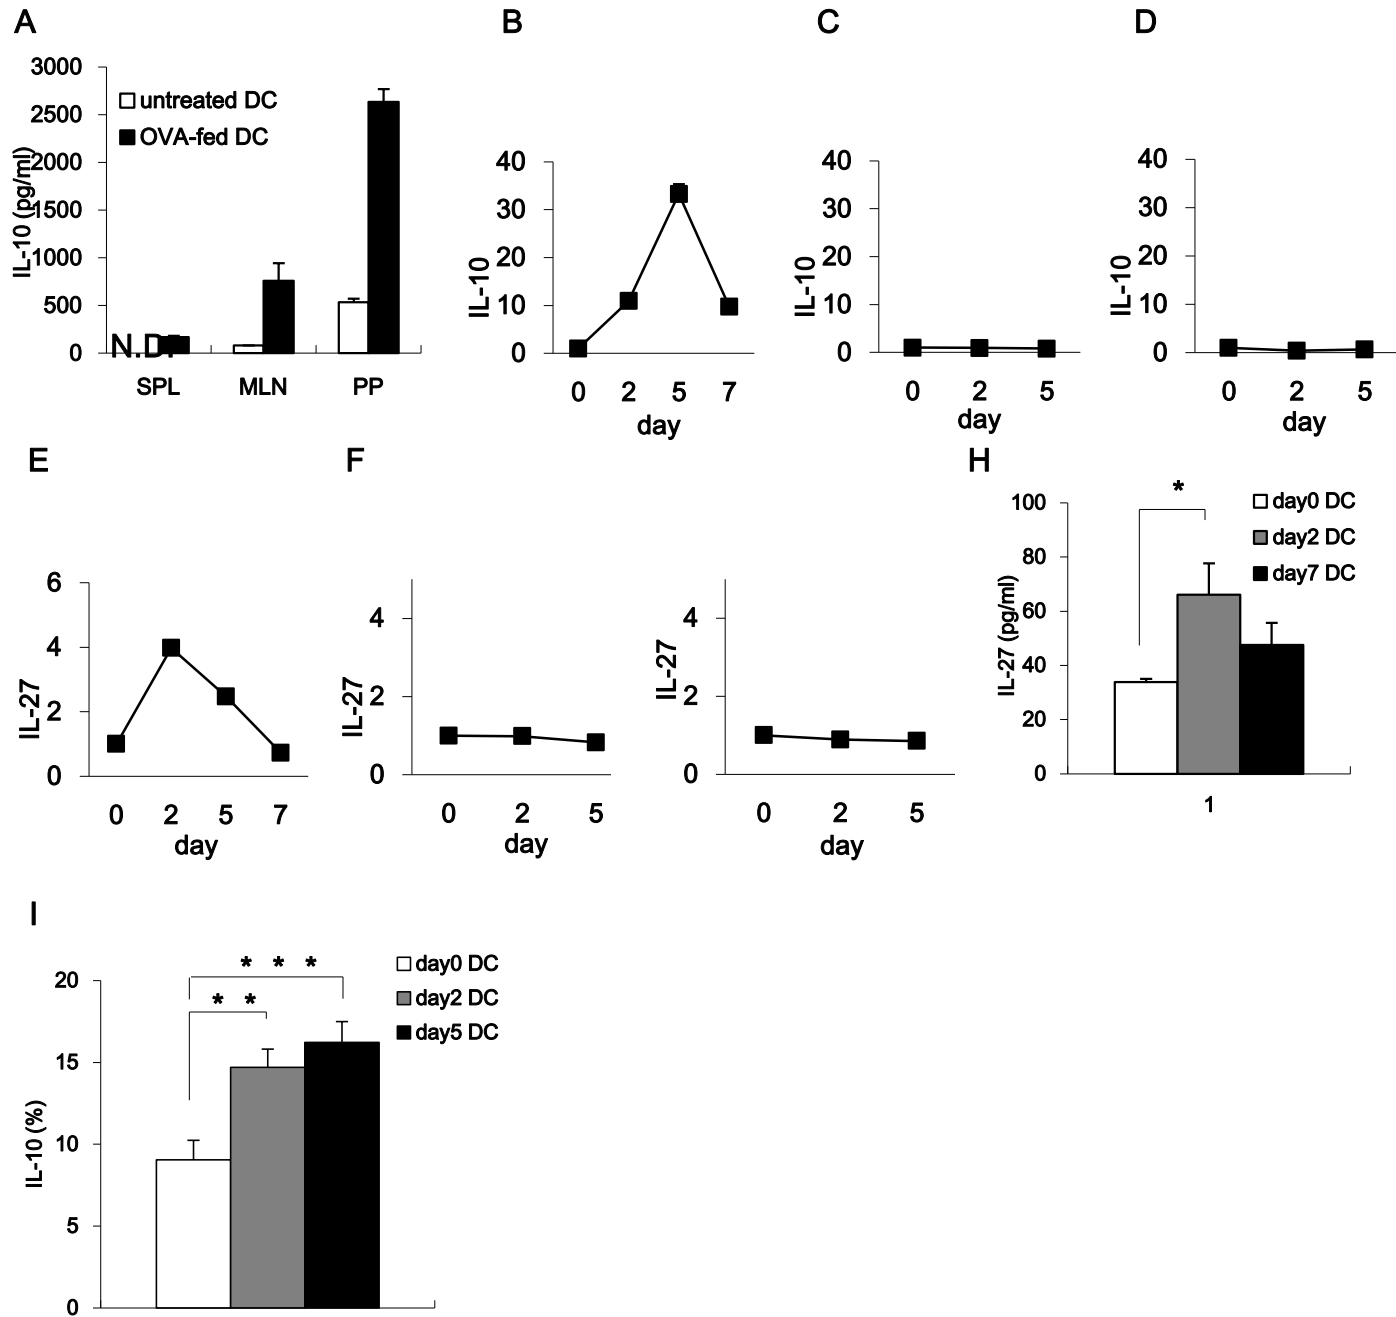 A
IL-10 (pg/ml)
3000
2500
2000
1500
1000
500
0
untreated DC
OVA-fed DC
N.D.
SPL MLN PP
B
IL-10
40
30
20
10
0
0 2 5 7
day
C
IL-10
40
30
20
10
0
0 2 5
day
D
IL-10
40
30
20
10
0
0 2 5
day
E
IL-27
6
4
2
0
0 2 5 7
day
F
IL-27
4
2
0
0 2 5
day
IL-27
4
2
0
0 2 5
day
H
IL-27 (pg/ml)
100
80
60
40
20
0
*
day0 DC
day2 DC
day7 DC
1
I
IL-10 (%)
20
15
10
5
0
* * *
* *
day0 DC
day2 DC
day5 DC